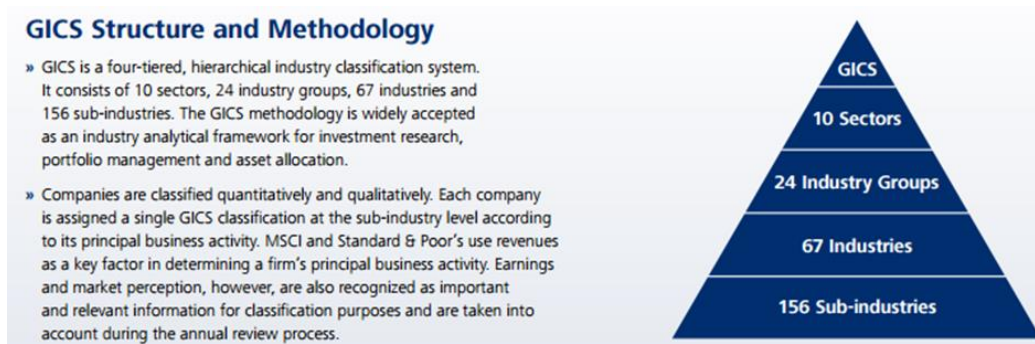 GICS Structure and Methodology
» GICS is a four-tiered, hierarchical industry classification system.
It consists of 10 sectors, 24 industry groups, 67 industries and
156 sub-industries. The GICS methodology is widely accepted
as an industry analytical framework for investment research,
portfolio management and asset allocation.
» Companies are classified quantitatively and qualitatively. Each company
is assigned a single GICS classification at the sub-industry level according
to its principal business activity. MSCI and Standard & Poor's use revenues
as a key factor in determining a firm's principal business activity. Earnings
and market perception, however, are also recognized as important
and relevant information for classification purposes and are taken into
account during the annual review process.
GICS
10 Sectors
24 Industry Groups
67 Industries
156 Sub-industries